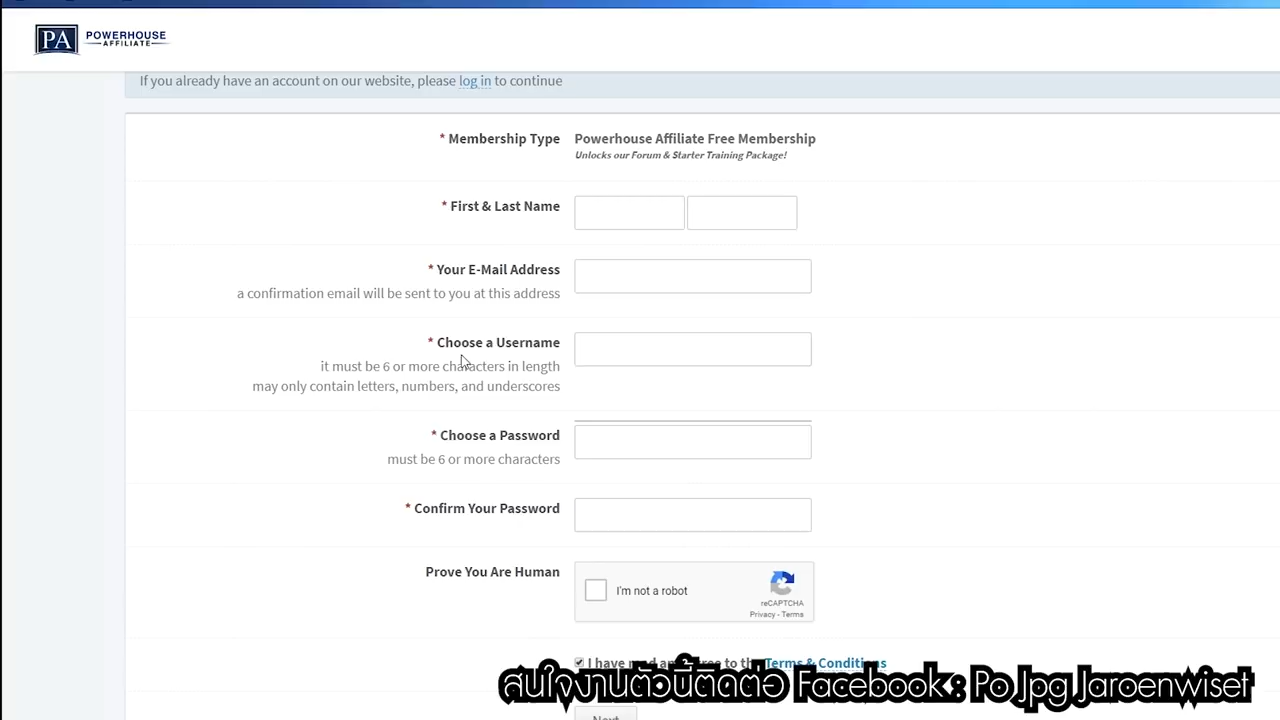 PA POWERHOUSE
AFFILIATE
If you already have an account on our website, please log in to continue
* Membership Type Powerhouse Affiliate Free Membership
Unlocks our Forum & Starter Training Package!
* First & Last Name
* Your E-Mail Address
a confirmation email will be sent to you at this address
* Choose a Username
it must be 6 or more characters in length
may only contain letters, numbers, and underscores
* Choose a Password
must be 6 or more characters
* Confirm Your Password
Prove You Are Human
I'm not a robot
reCAPTCHA
Privacy - Terms
I have read and agree to the Terms & Conditions
สนใจงานตัวนี้ติดต่อ Facebook : Po Jpg Jaroenwiset
Next